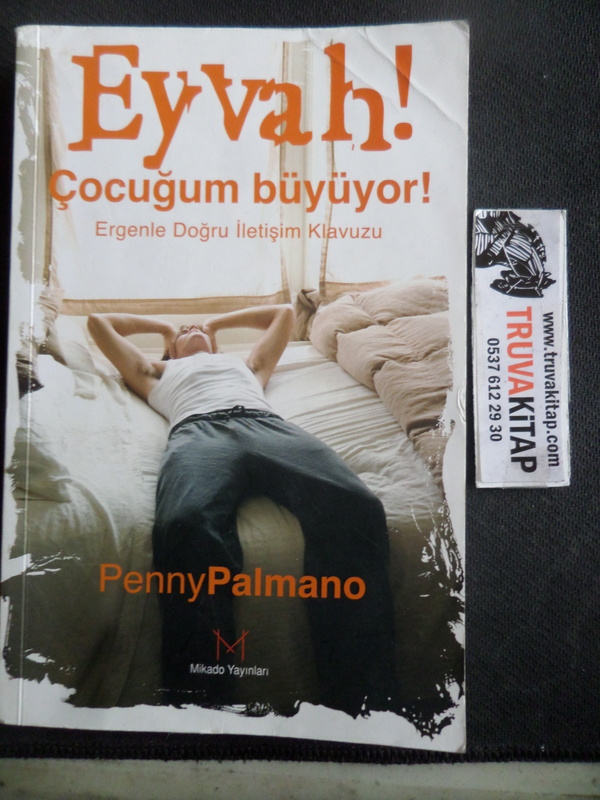 Eyvah!
Çocuğum büyüyor!
Ergenle Doğru İletişim Klavuzu
PennyPalmano
Mikado Yayınları
www.truvakitap.com
TRUVAKİTAP
0537 612 29 30